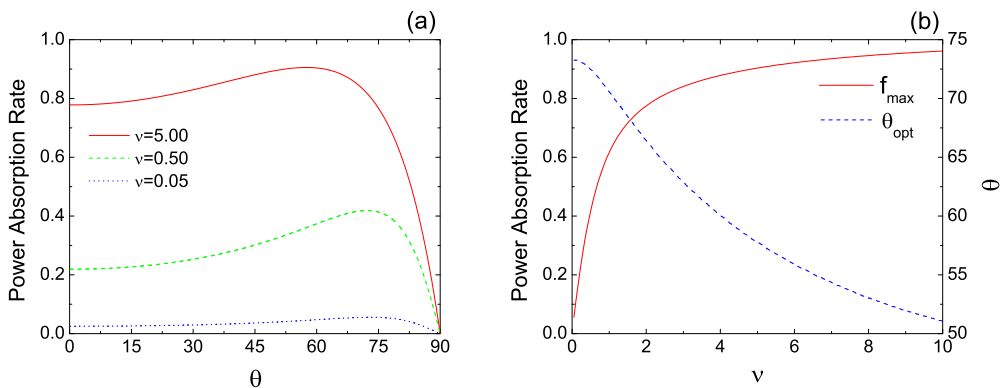 (a)
1.0
0.8
0.6
0.4
0.2
0.0
Power Absorption Rate
ν=5.00
ν=0.50
ν=0.05
0 15 30 45 60 75 90
θ
(b)
1.0
0.8
0.6
0.4
0.2
0.0
Power Absorption Rate
f_max
θ_opt
75
70
65
60
55
50
θ
0 2 4 6 8 10
ν